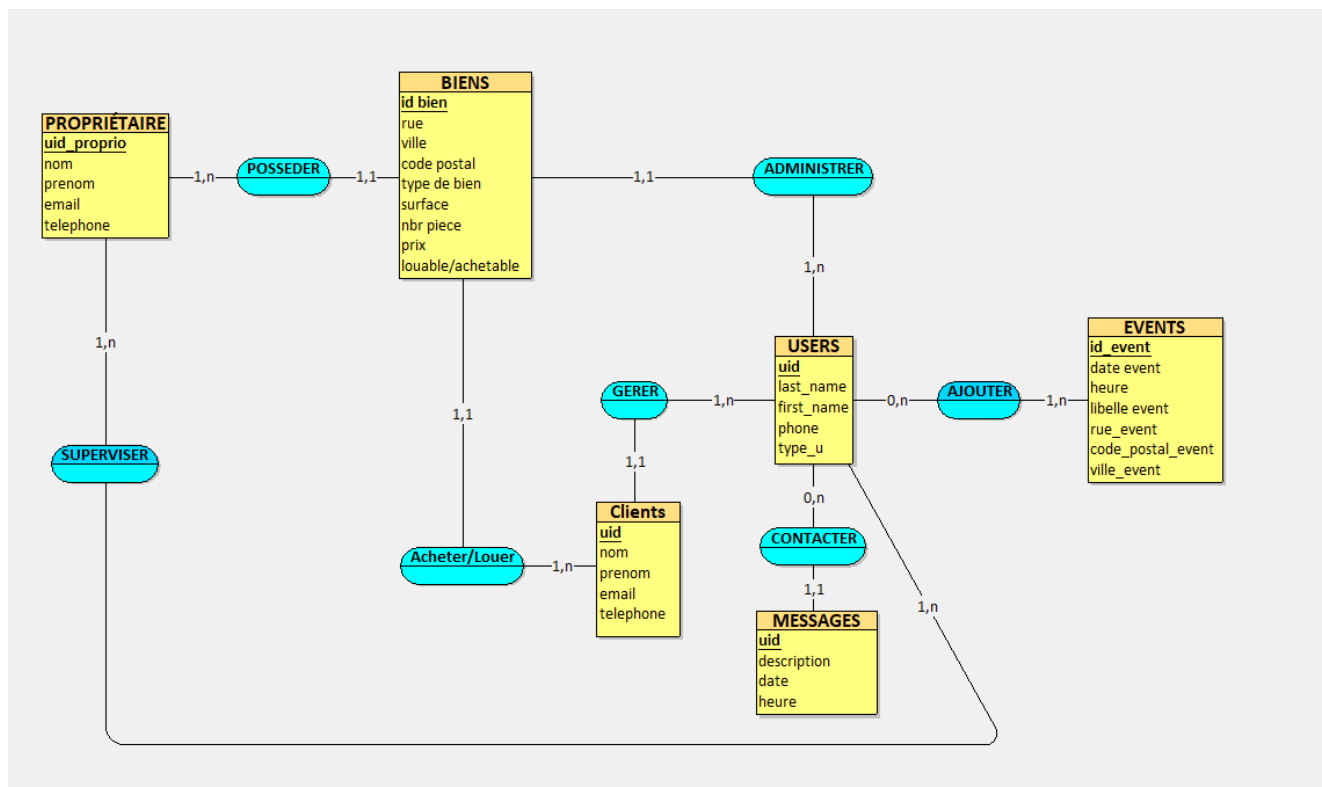 BIENS
id bien
rue
ville
code postal
type de bien
surface
nbr piece
prix
louable/achetable
PROPRIÉTAIRE
uid_proprio
nom
prenom
email
telephone
1,n
POSSEDER
1,1
1,1
ADMINISTRER
1,n
1,n
SUPERVISER
1,1
Acheter/Louer
1,n
USERS
uid
last_name
first_name
phone
type_u
GERER
1,n
1,1
0,n
AJOUTER
1,n
EVENTS
id_event
date event
heure
libelle event
rue_event
code_postal_event
ville_event
Clients
uid
nom
prenom
email
telephone
0,n
CONTACTER
1,1
1,n
MESSAGES
uid
description
date
heure